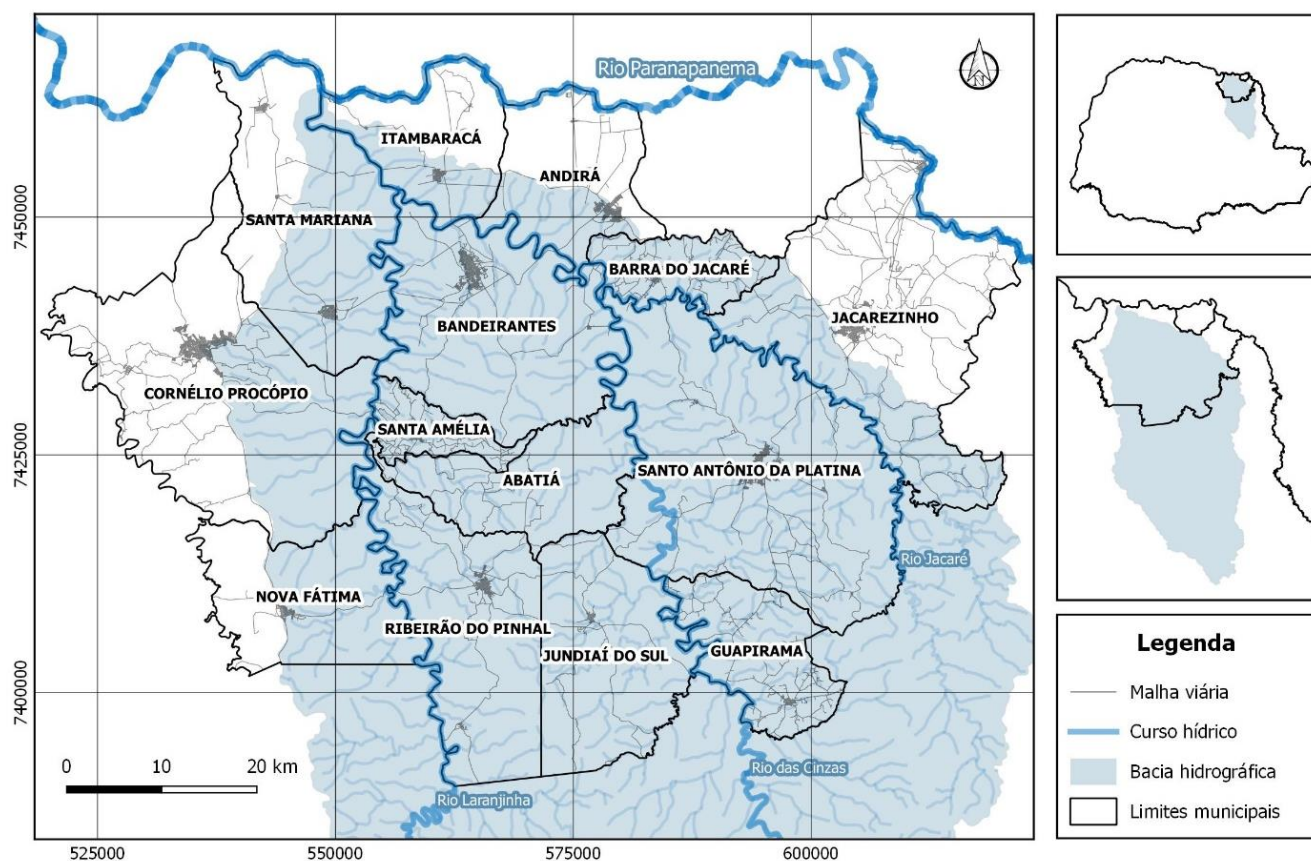 Rio Paranapanema
N
ITAMBARACÁ
ANDIRÁ
SANTA MARIANA
BARRA DO JACARÉ
BANDEIRANTES
JACAREZINHO
CORNÉLIO PROCÓPIO
SANTA AMÉLIA
ABATIÁ
SANTO ANTÔNIO DA PLATINA
Rio Jacaré
NOVA FÁTIMA
RIBEIRÃO DO PINHAL
JUNDIAÍ DO SUL
GUAPIRAMA
Rio das Cinzas
Rio Laranjinha
0 10 20 km
7450000
7425000
7400000
525000 550000 575000 600000
Legenda
Malha viária
Curso hídrico
Bacia hidrográfica
Limites municipais